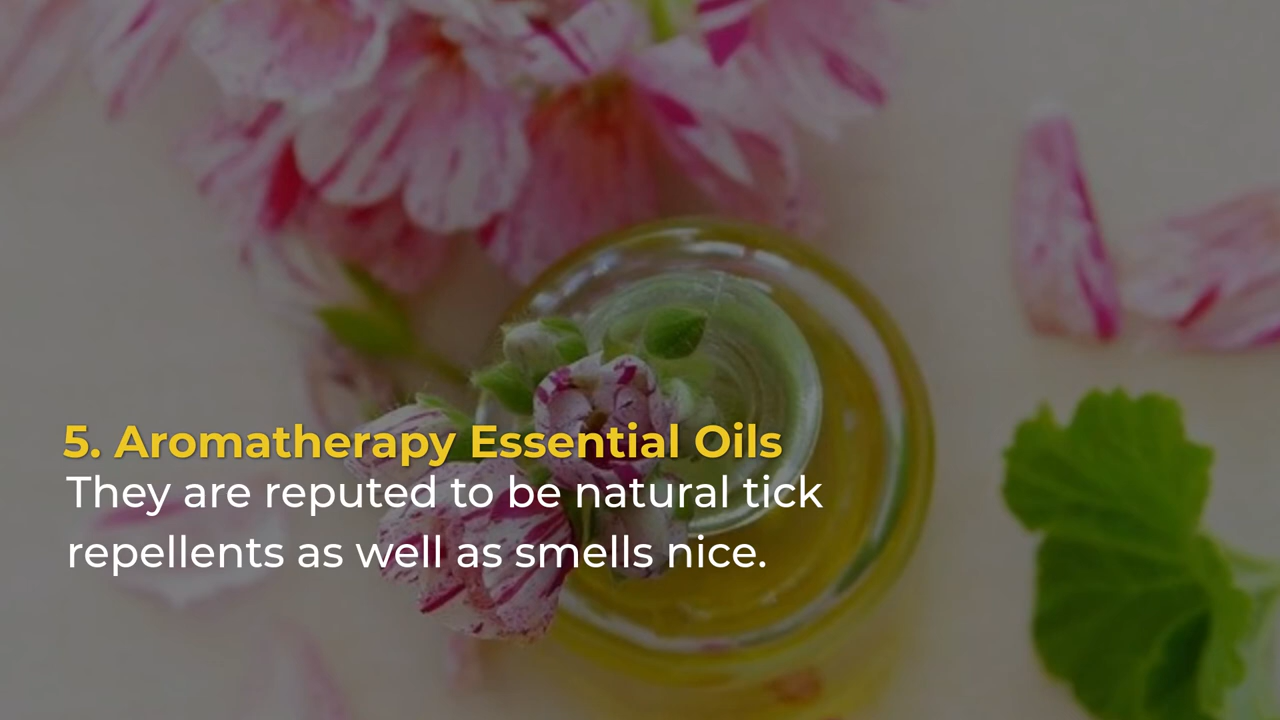 5. Aromatherapy Essential Oils
They are reputed to be natural tick
repellents as well as smells nice.